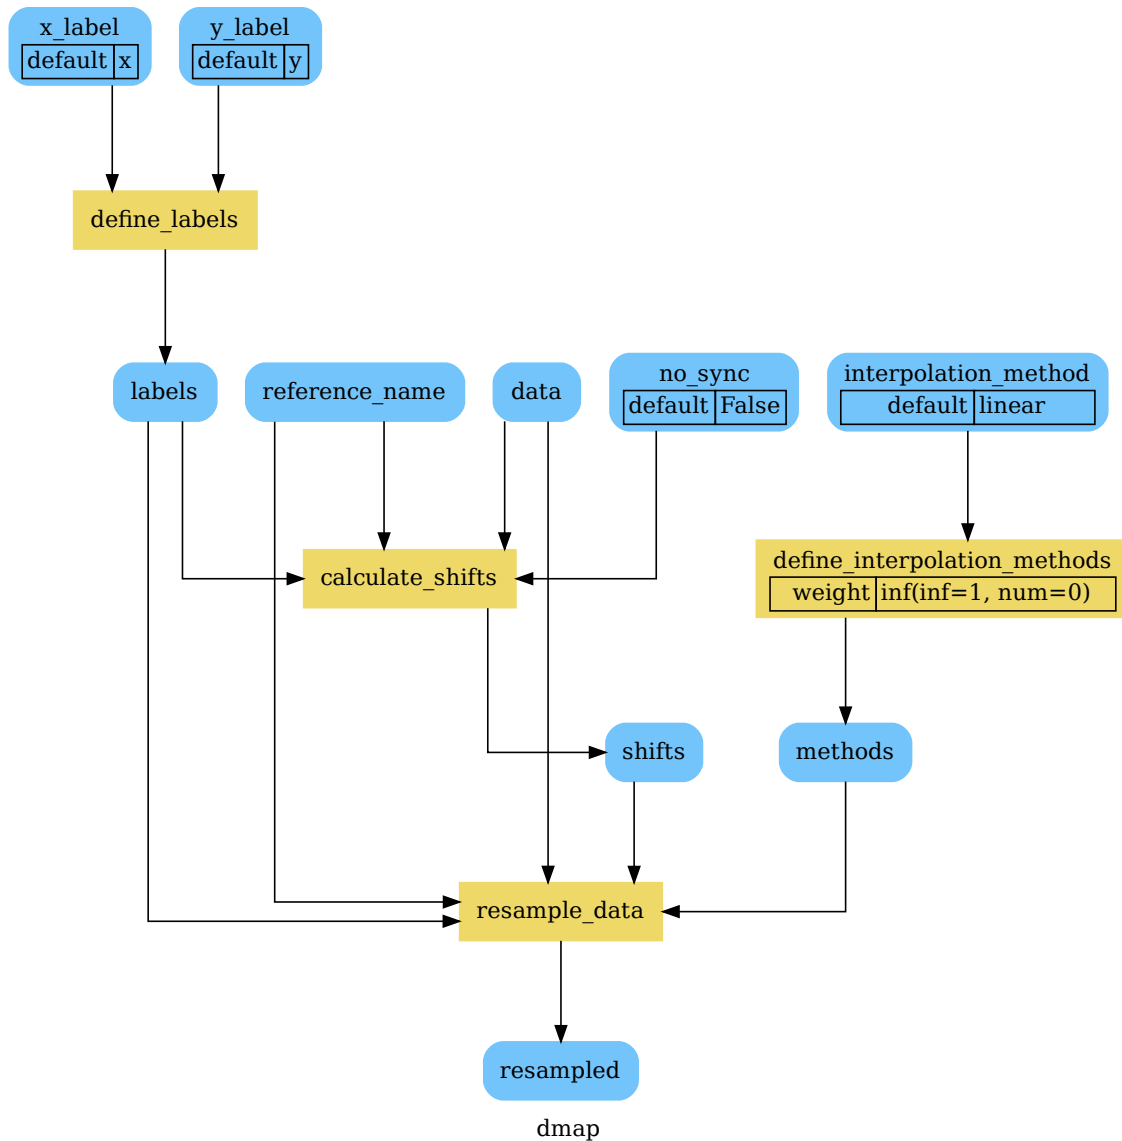 x_label
default x
y_label
default y
define_labels
labels
reference_name
data
no_sync
default False
interpolation_method
default linear
calculate_shifts
define_interpolation_methods
weight inf(inf=1, num=0)
shifts
methods
resample_data
resampled
dmap